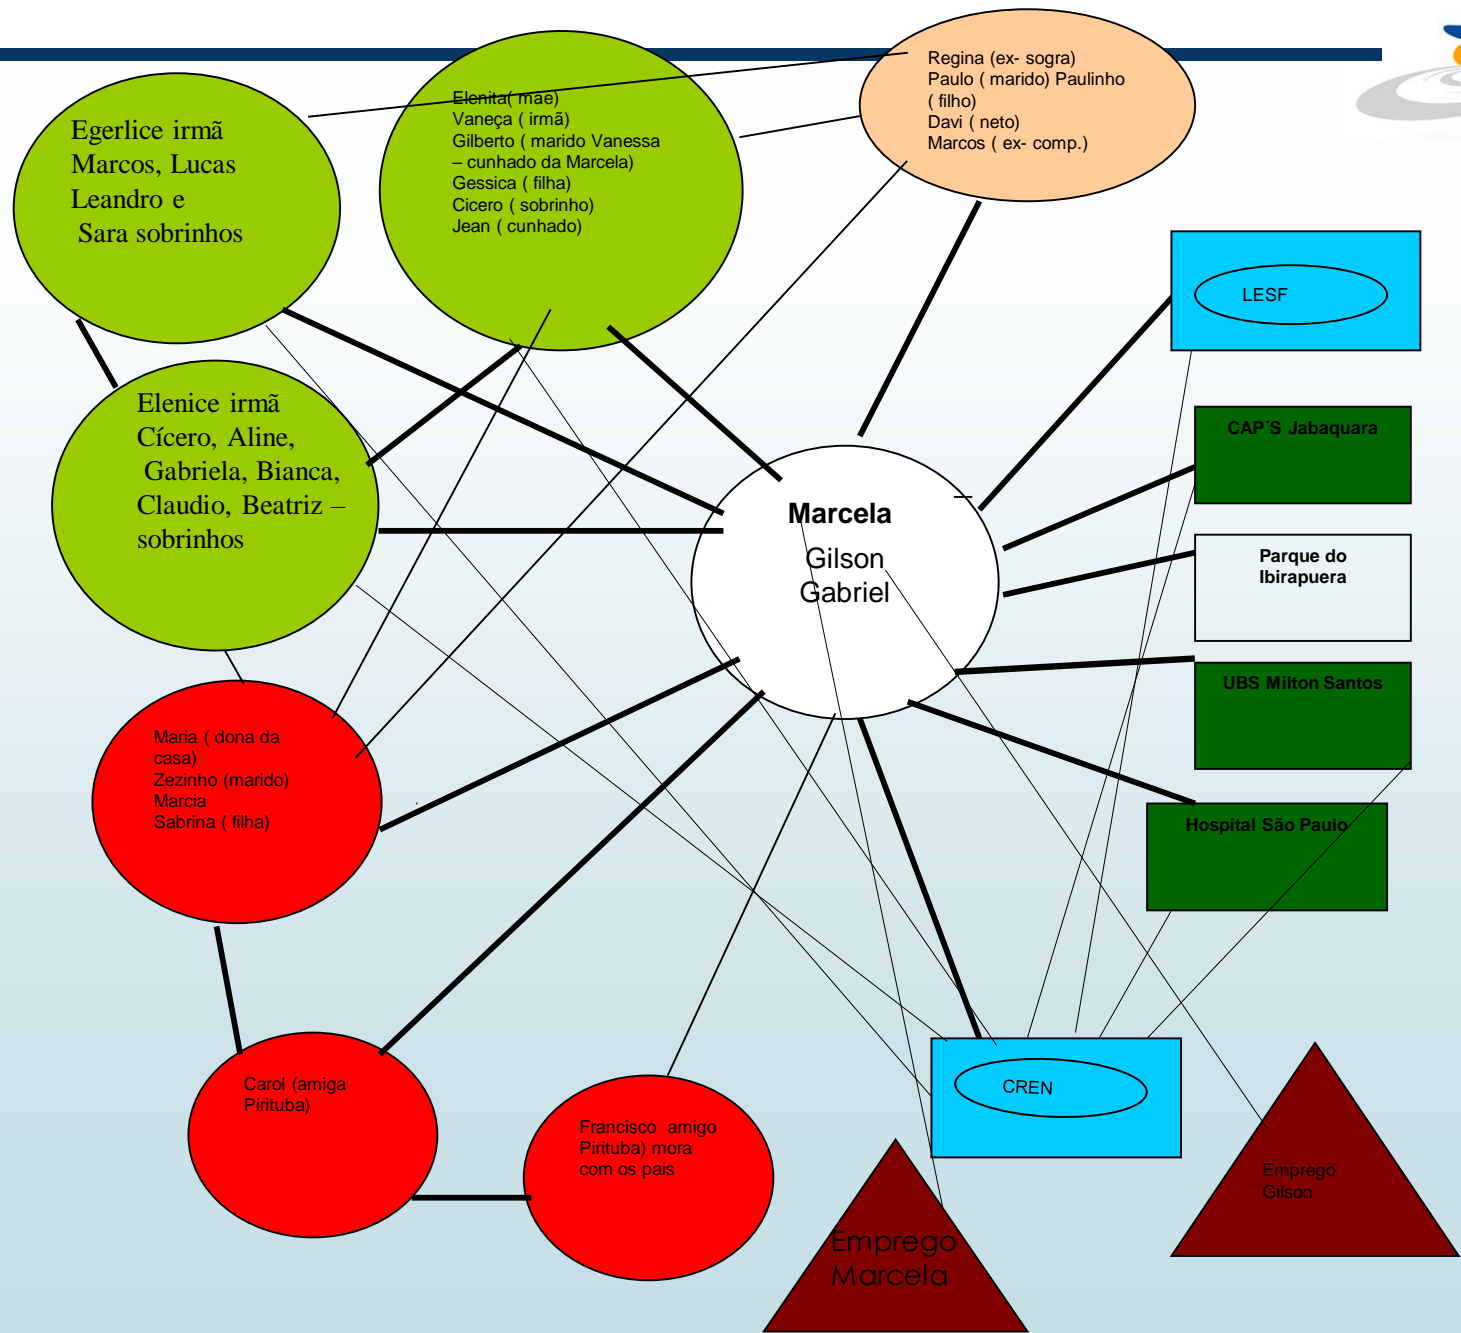 Regina (ex- sogra)
Paulo ( marido) Paulinho
( filho)
Davi ( neto)
Marcos ( ex- comp.)
Elenita( mãe)
Vaneça ( irmã)
Gilberto ( marido Vanessa
– cunhado da Marcela)
Gessica ( filha)
Cicero ( sobrinho)
Jean ( cunhado)
Egerlice irmã
Marcos, Lucas
Leandro e
Sara sobrinhos
LESF
Elenice irmã
Cícero, Aline,
Gabriela, Bianca,
Claudio, Beatriz –
sobrinhos
CAP´S Jabaquara
Marcela
Gilson
Gabriel
Parque do
Ibirapuera
UBS Milton Santos
Maria ( dona da
casa)
Zezinho (marido)
Marcia
Sabrina ( filha)
Hospital São Paulo
Carol (amiga
Pirituba)
CREN
Francisco  amigo
Pirituba) mora
com os pais
Emprego
Gilson
Emprego
Marcela